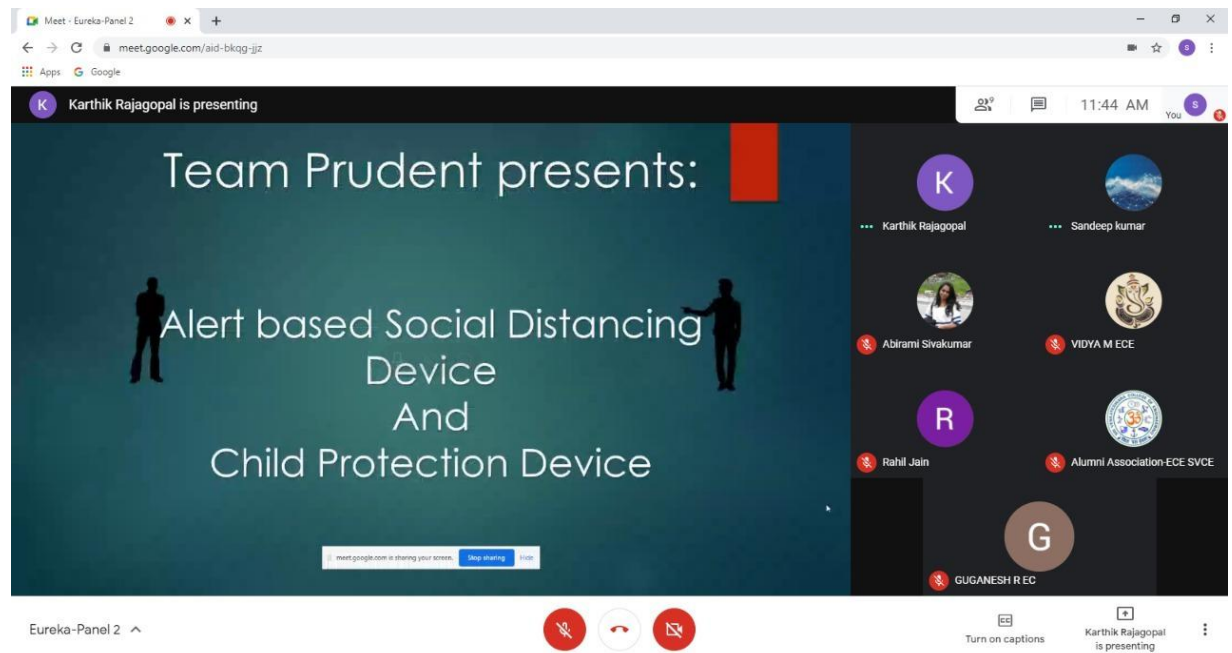 Meet - Eureka-Panel 2
meet.google.com/aid-bkqg-jjz
S
Apps
Google
K
Karthik Rajagopal is presenting
9
11:44 AM
You
S
Team Prudent presents:
Alert based Social Distancing
Device
And
Child Protection Device
meet.google.com is sharing your screen.
Stop sharing
Hide
K
Karthik Rajagopal
Sandeep kumar
Abirami Sivakumar
VIDYA M ECE
R
Rahil Jain
Alumni Association-ECE SVCE
G
GUGANESH R EC
Eureka-Panel 2
CC
Turn on captions
Karthik Rajagopal
is presenting